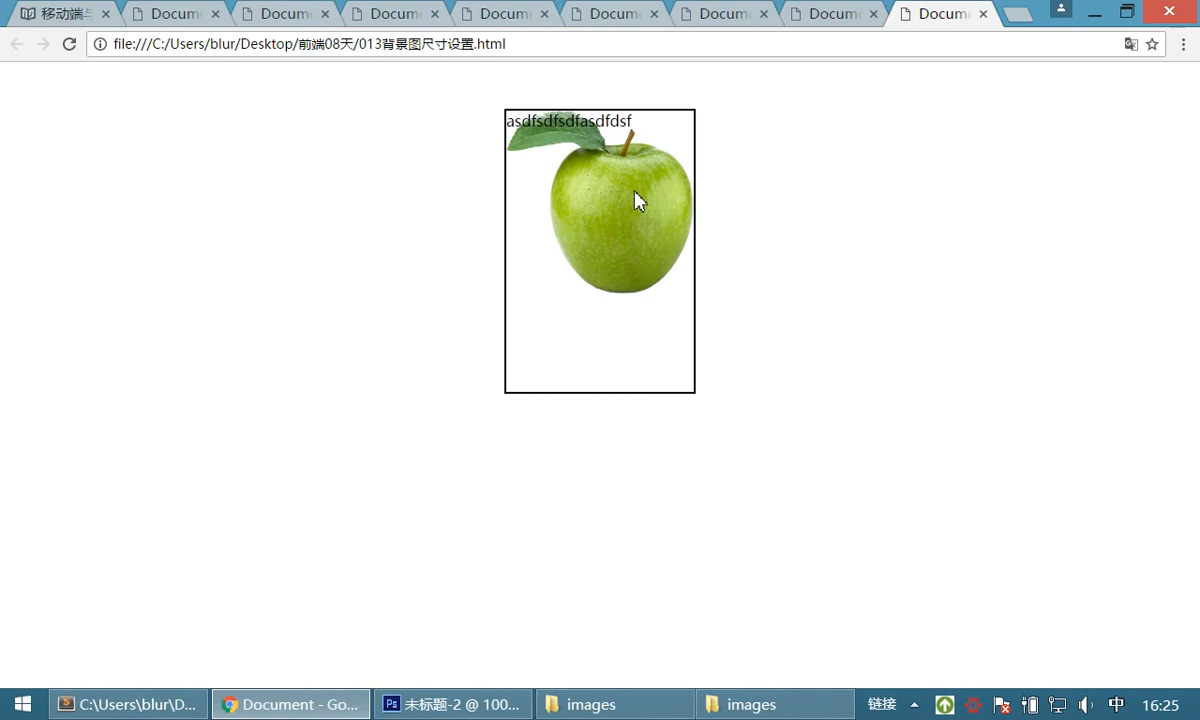 移动端与
Docum
Docum
Docum
Docum
Docum
Docum
Docum
Docum
file:///C:/Users/blur/Desktop/前端08天/013背景图尺寸设置.html
asdfsdfsdfasdfdsf
C:\Users\blur\D...
Document - Go...
Ps 未标题-2 @ 100...
images
images
链接
中
16:25